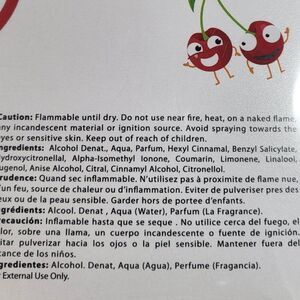 Caution: Flammable until dry. Do not use near fire, heat, on a naked flame,
any incandescent material or ignition source. Avoid spraying towards the
eyes or sensitive skin. Keep out of reach of children.
Ingredients: Alcohol Denat., Aqua, Parfum, Hexyl Cinnamal, Benzyl Salicylate,
Hydroxycitronellal, Alpha-Isomethyl Ionone, Coumarin, Limonene, Linalool,
Eugenol, Anise Alcohol, Citral, Cinnamyl Alcohol, Citronellol.
Prudence: Quand sec inflammable. N'utilisez pas à proximite de flame nue,
d'un feu, source de chaleur ou d'inflammation. Eviter de pulveriser pres des
yeux ou de la peau sensible. Garder hors de portee d'enfants.
Ingrédients: Alcool. Denat , Aqua (Water), Parfum (La Fragrance).
Precaución: Inflamable hasta que se seque . No utilice cerca del fuego, el
calor, sobre una llama, un cuerpo incandescente o fuente de ignición.
Evitar pulverizar hacia los ojos o la piel sensible. Mantener fuera del
alcance de los niños.
Ingredientes: Alcohol. Denat, Aqua (Agua), Perfume (Fragancia).
For External Use Only.